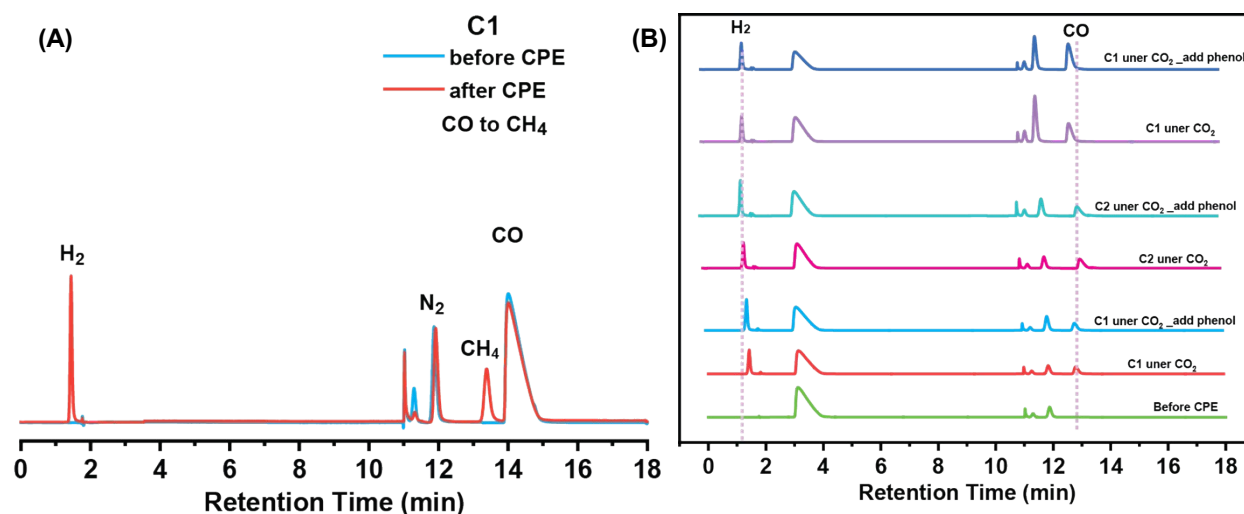 (A)
C1
before CPE
after CPE
CO to CH₄
H₂
N₂
CH₄
CO
0 2 4 6 8 10 12 14 16 18
Retention Time (min)
(B)
H₂
CO
C1 uner CO₂ _add phenol
C1 uner CO₂
C2 uner CO₂ _add phenol
C2 uner CO₂
C1 uner CO₂ _add phenol
C1 uner CO₂
Before CPE
0 2 4 6 8 10 12 14 16 18
Retention Time (min)